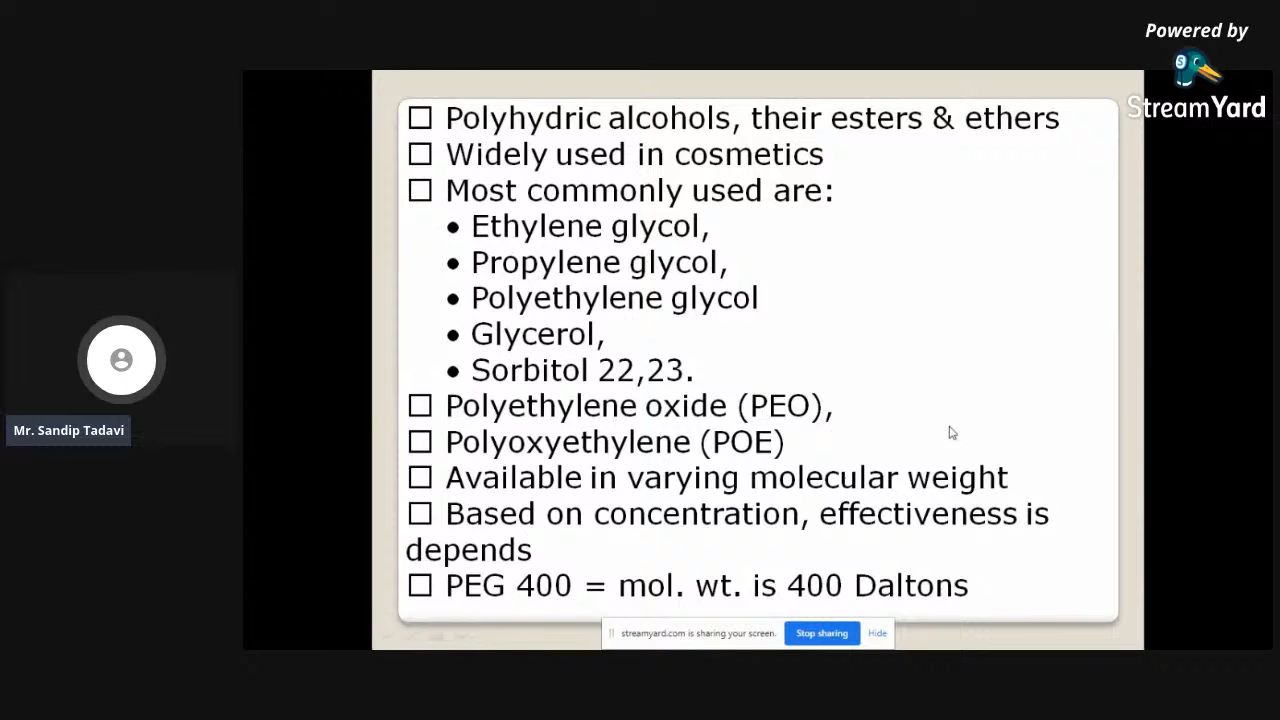 Powered by
StreamYard
☐ Polyhydric alcohols, their esters & ethers
☐ Widely used in cosmetics
☐ Most commonly used are:
• Ethylene glycol,
• Propylene glycol,
• Polyethylene glycol
• Glycerol,
• Sorbitol 22,23.
☐ Polyethylene oxide (PEO),
☐ Polyoxyethylene (POE)
☐ Available in varying molecular weight
☐ Based on concentration, effectiveness is
depends
☐ PEG 400 = mol. wt. is 400 Daltons
Mr. Sandip Tadavi
streamyard.com is sharing your screen. Stop sharing Hide